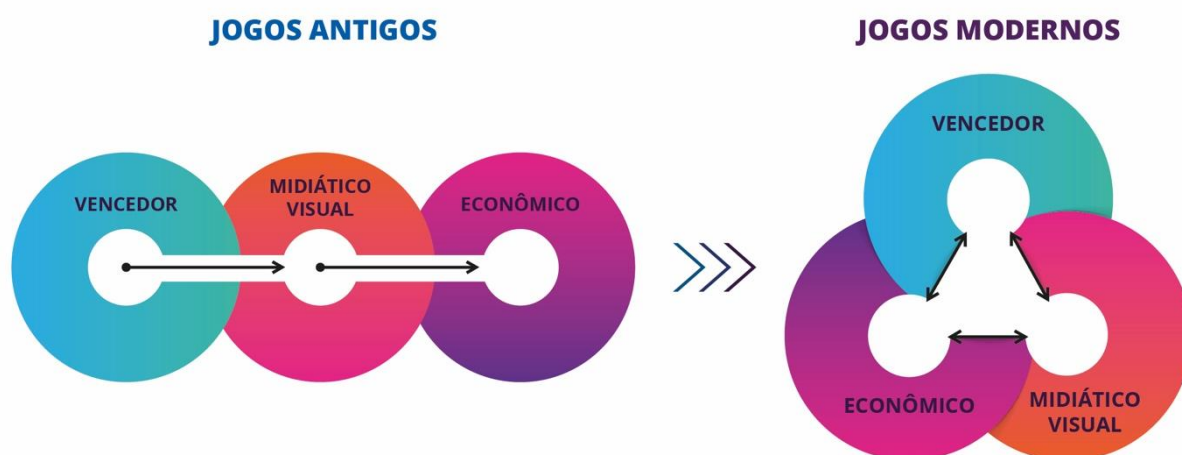 JOGOS ANTIGOS
VENCEDOR
MIDIÁTICO
VISUAL
ECONÔMICO
JOGOS MODERNOS
VENCEDOR
ECONÔMICO
MIDIÁTICO
VISUAL